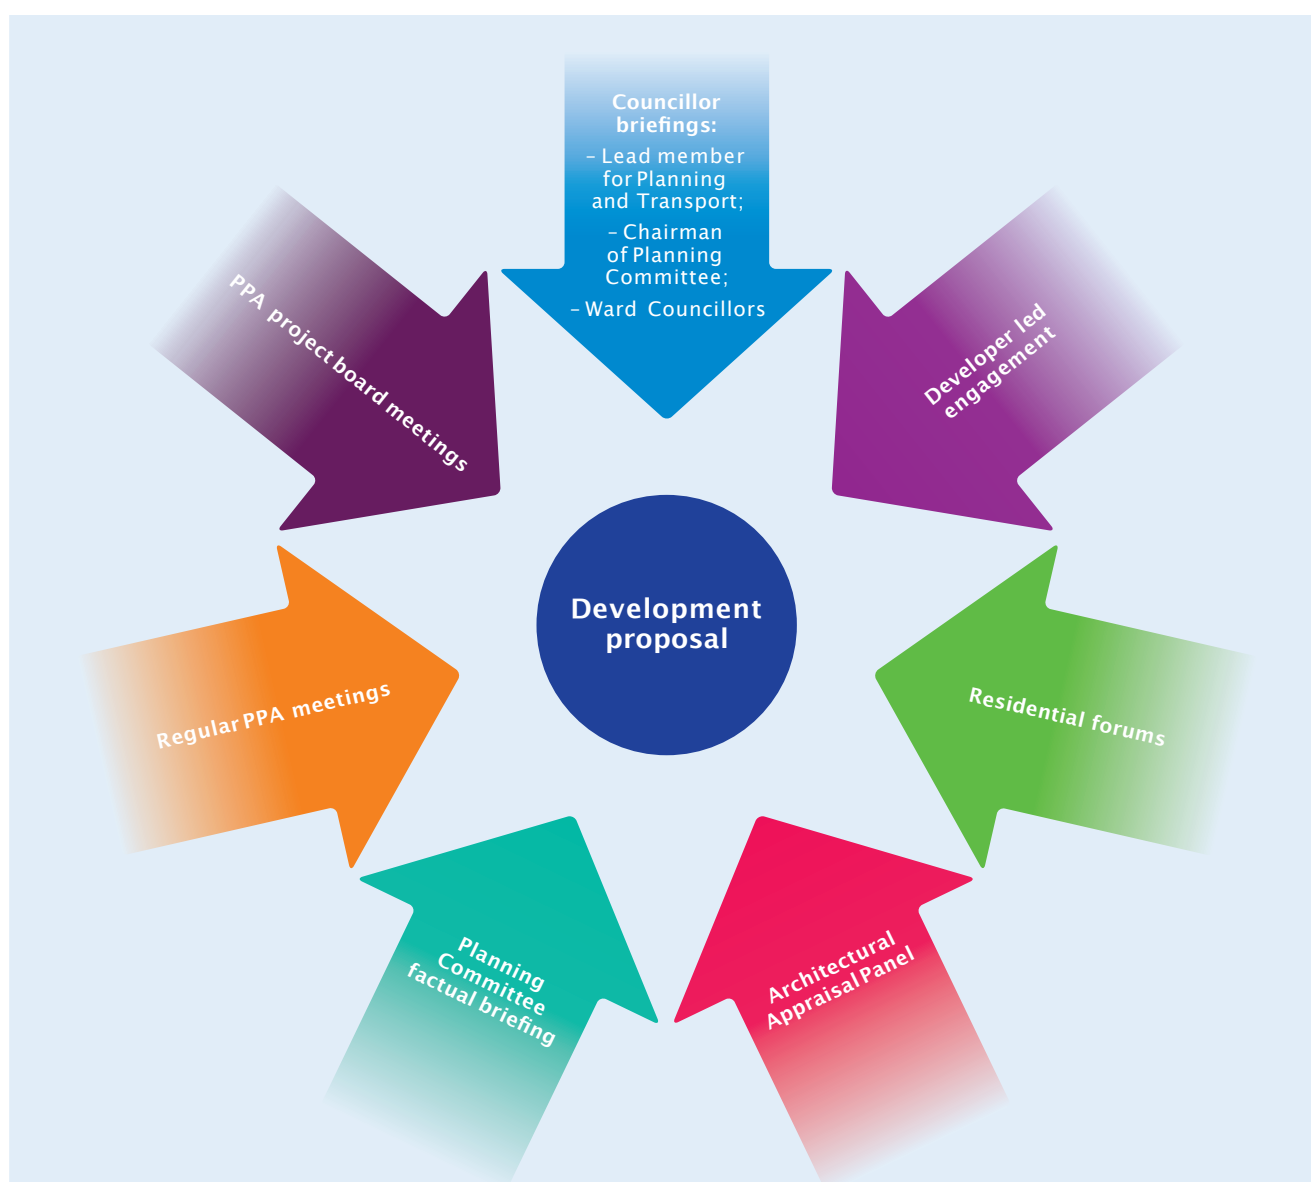 Councillor
briefings:
– Lead member
for Planning
and Transport;
– Chairman
of Planning
Committee;
– Ward Councillors
PPA project board meetings
Developer led
engagement
Development
proposal
Regular PPA meetings
Residential forums
Planning
Committee
factual briefing
Architectural
Appraisal Panel